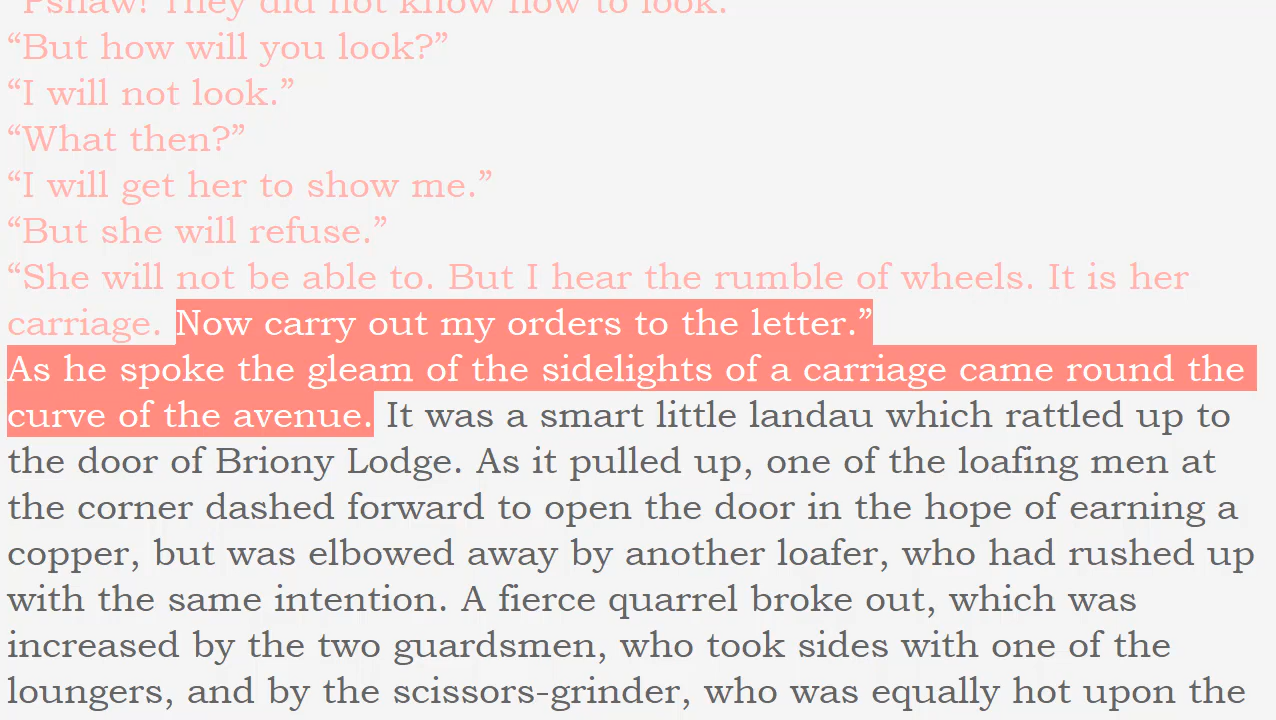 “Pshaw! They did not know how to look.”
“But how will you look?”
“I will not look.”
“What then?”
“I will get her to show me.”
“But she will refuse.”
“She will not be able to. But I hear the rumble of wheels. It is her
carriage. Now carry out my orders to the letter.”
As he spoke the gleam of the sidelights of a carriage came round the
curve of the avenue. It was a smart little landau which rattled up to
the door of Briony Lodge. As it pulled up, one of the loafing men at
the corner dashed forward to open the door in the hope of earning a
copper, but was elbowed away by another loafer, who had rushed up
with the same intention. A fierce quarrel broke out, which was
increased by the two guardsmen, who took sides with one of the
loungers, and by the scissors-grinder, who was equally hot upon the